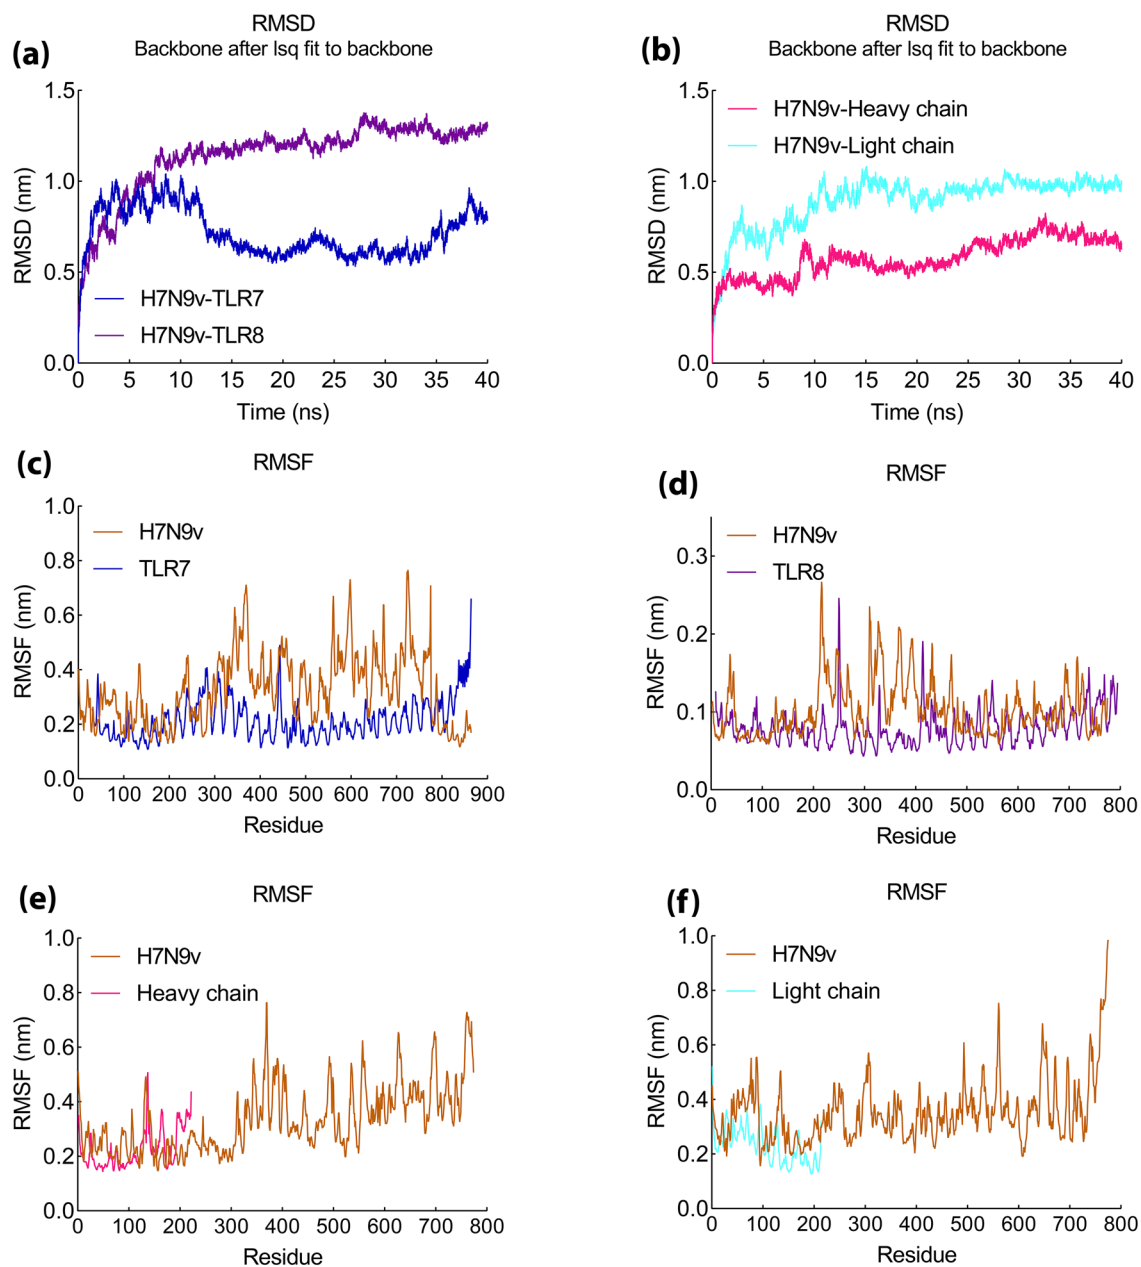 (a)
RMSD
Backbone after lsq fit to backbone
1.5
1.0
0.5
0.0
RMSD (nm)
H7N9v-TLR7
H7N9v-TLR8
0 5 10 15 20 25 30 35 40
Time (ns)
(b)
RMSD
Backbone after lsq fit to backbone
1.5
1.0
0.5
0.0
RMSD (nm)
H7N9v-Heavy chain
H7N9v-Light chain
0 5 10 15 20 25 30 35 40
Time (ns)
(c)
RMSF
1.0
0.8
0.6
0.4
0.2
0.0
RMSF (nm)
H7N9v
TLR7
0 100 200 300 400 500 600 700 800 900
Residue
(d)
RMSF
0.3
0.2
0.1
0.0
RMSF (nm)
H7N9v
TLR8
0 100 200 300 400 500 600 700 800
Residue
(e)
RMSF
1.0
0.8
0.6
0.4
0.2
0.0
RMSF (nm)
H7N9v
Heavy chain
0 100 200 300 400 500 600 700 800
Residue
(f)
RMSF
1.0
0.8
0.6
0.4
0.2
0.0
RMSF (nm)
H7N9v
Light chain
0 100 200 300 400 500 600 700 800
Residue